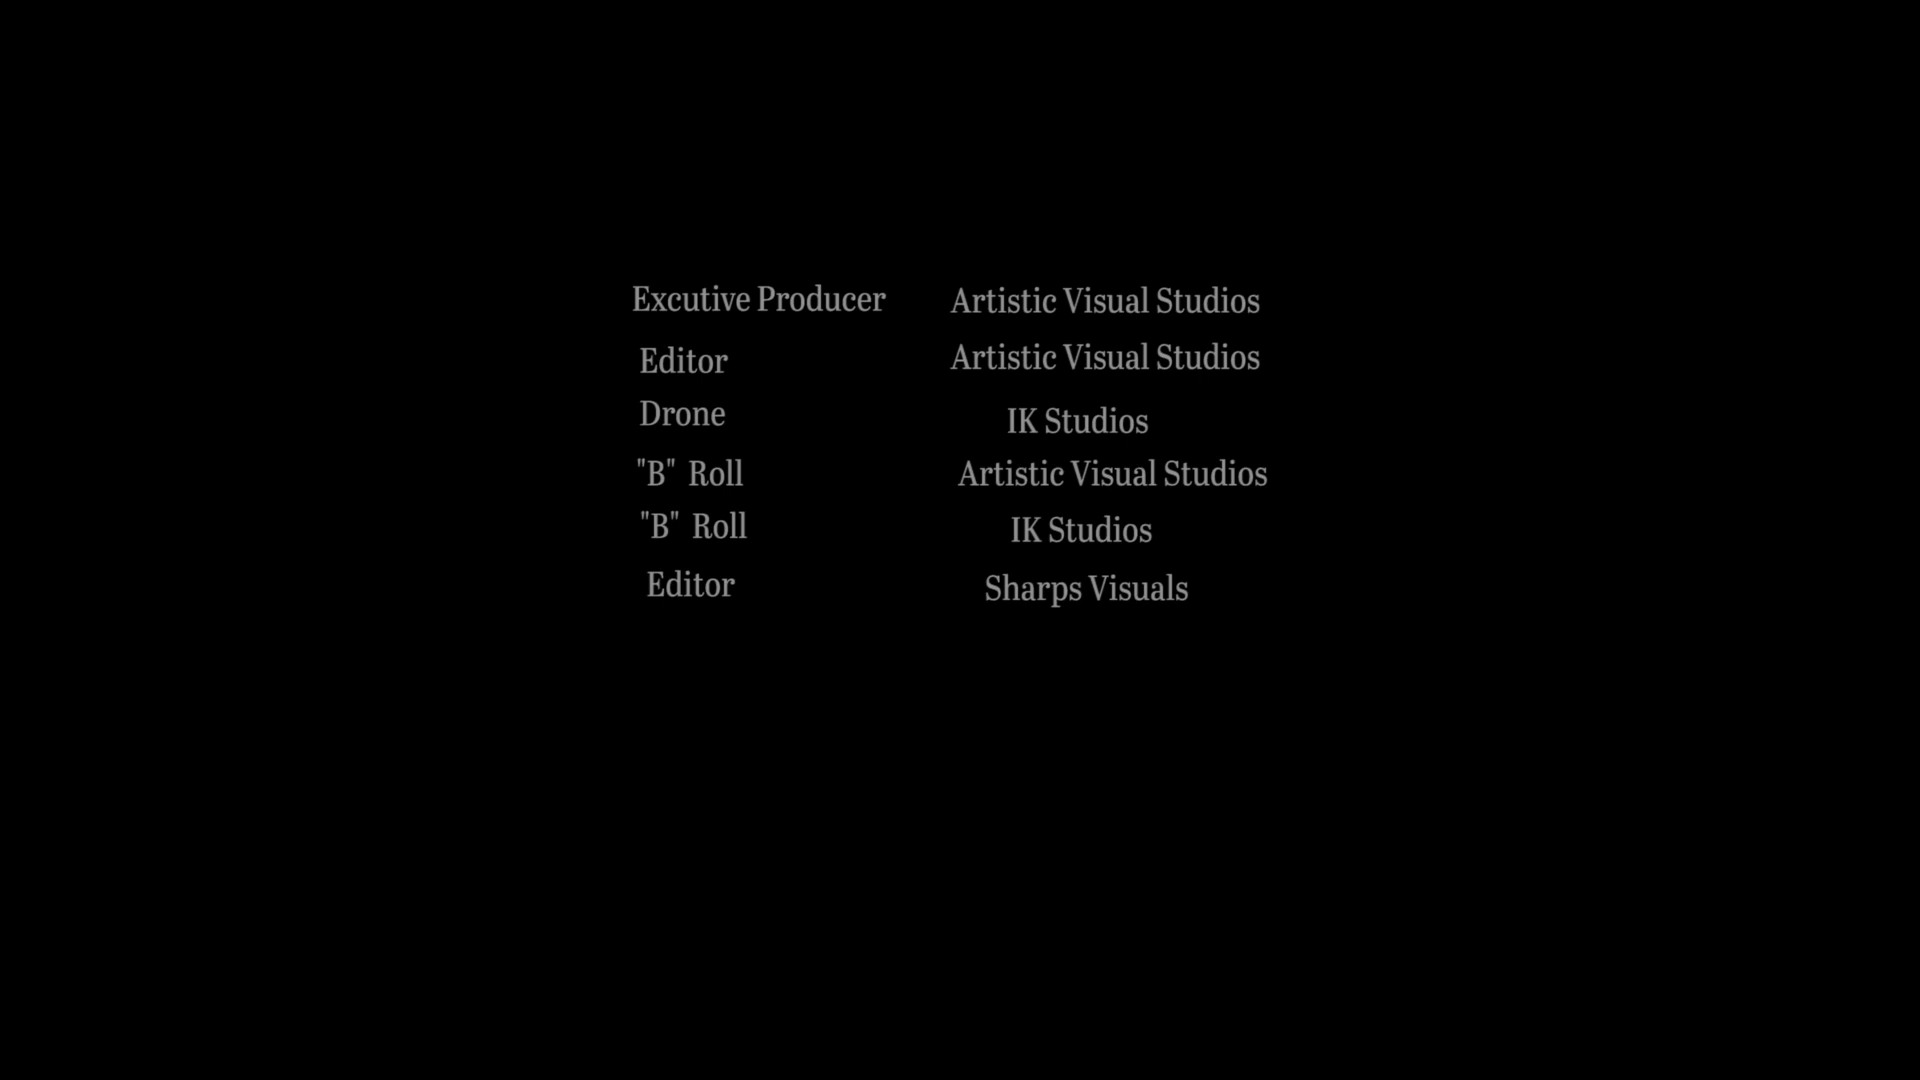 Excutive Producer Artistic Visual Studios
Editor Artistic Visual Studios
Drone IK Studios
"B" Roll Artistic Visual Studios
"B" Roll IK Studios
Editor Sharps Visuals